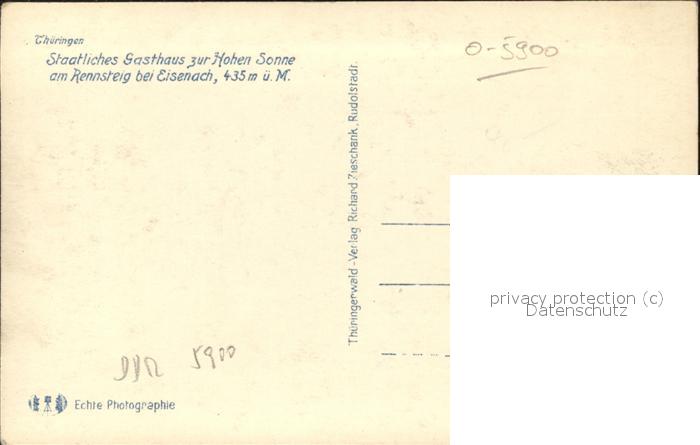 Thüringen
Staatliches Gasthaus zur Hohen Sonne
am Rennsteig bei Eisenach, 435 m ü. M.
O-5900
Thüringerwald-Verlag Richard Zieschank, Rudolstadt.
privacy protection (c)
Datenschutz
DDR 5900
Echte Photographie